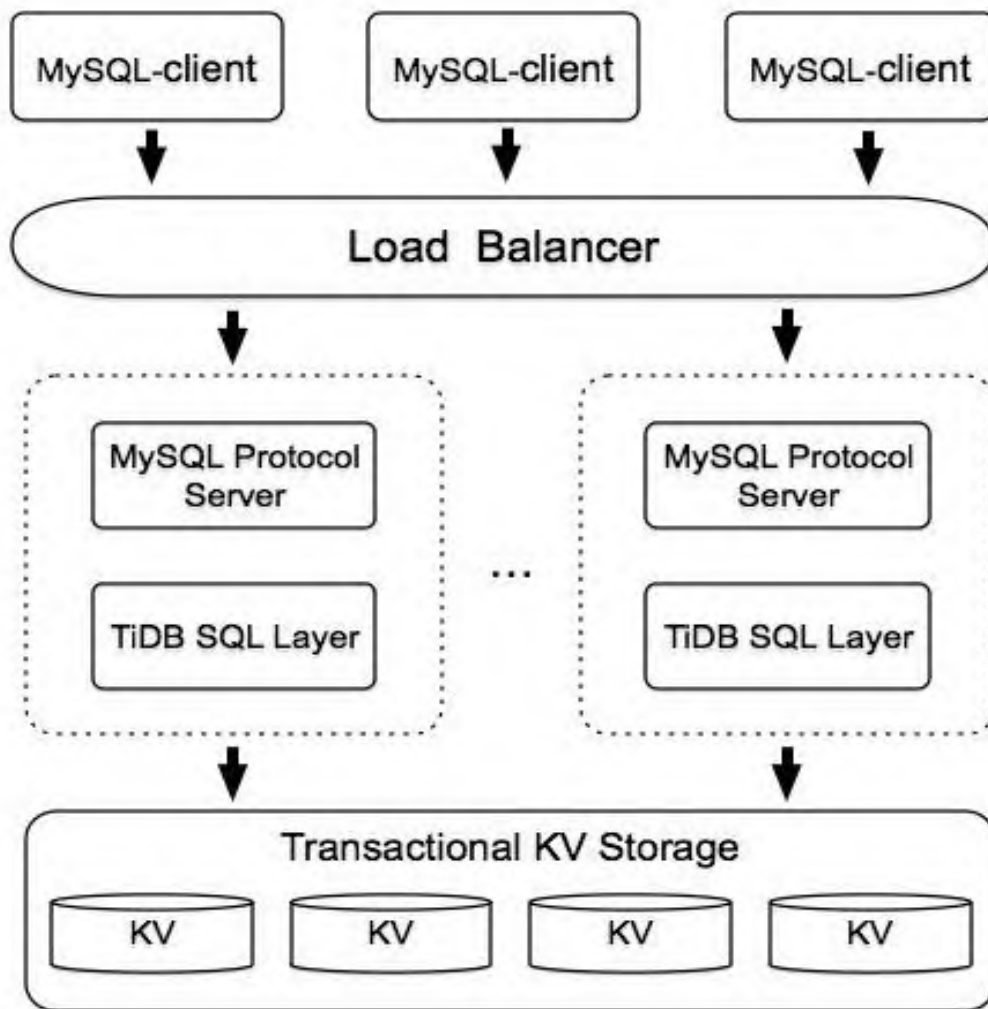 MySQL-client
MySQL-client
MySQL-client
Load Balancer
MySQL Protocol
Server
MySQL Protocol
Server
...
TiDB SQL Layer
TiDB SQL Layer
Transactional KV Storage
KV
KV
KV
KV